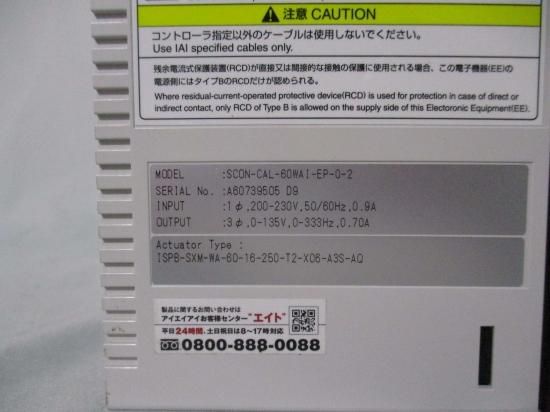 注意 CAUTION
コントローラ指定以外のケーブルは使用しないでください。
Use IAI specified cables only.
残余電流式保護装置(RCD)が直接又は間接的な接触の保護に使用される場合、この電子機器(EE)の
電源側にはタイプBのRCDだけが認められる。
Where residual-current-operated protective device(RCD) is used for protection in case of direct or
indirect contact, only RCD of Type B is allowed on the supply side of this Electoronic Equipment(EE).
MODEL :SCON-CAL-60WAI-EP-0-2
SERIAL No. :A60739505 D9
INPUT :1φ,200-230V,50/60Hz,0.9A
OUTPUT :3φ,0-135V,0-333Hz,0.70A
Actuator Type :
ISPB-SXM-WA-60-16-250-T2-X06-A3S-AQ
製品に関するお問い合わせは
アイエイアイお客様センター"エイト"
平日24時間、土日祝日は8～17時対応
0800-888-0088